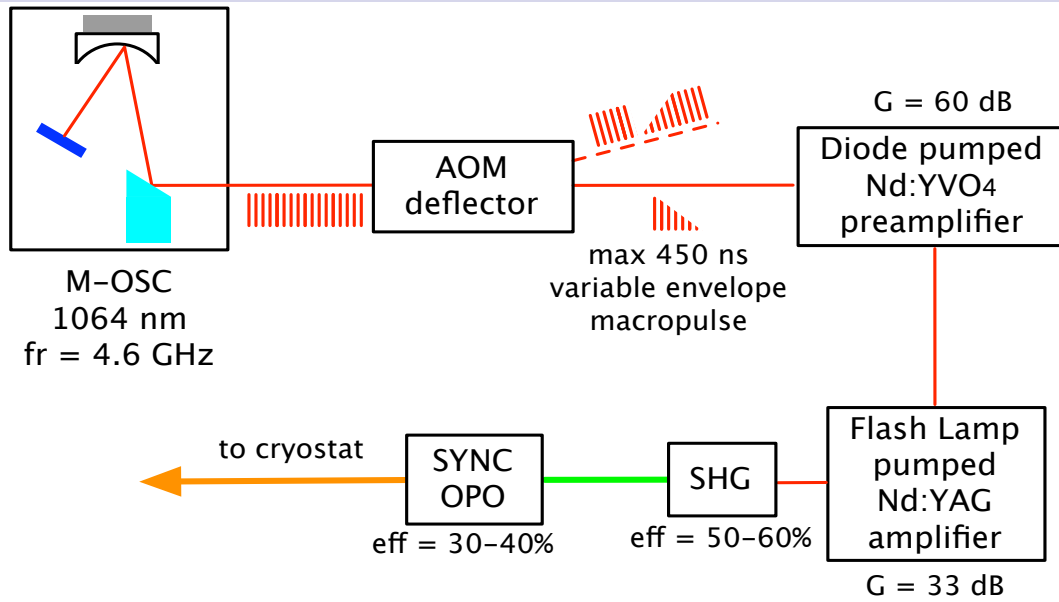 G = 60 dB
AOM
deflector
Diode pumped
Nd:YVO4
preamplifier
max 450 ns
variable envelope
macropulse
M-OSC
1064 nm
fr = 4.6 GHz
to cryostat
SYNC
OPO
eff = 30-40%
SHG
eff = 50-60%
Flash Lamp
pumped
Nd:YAG
amplifier
G = 33 dB